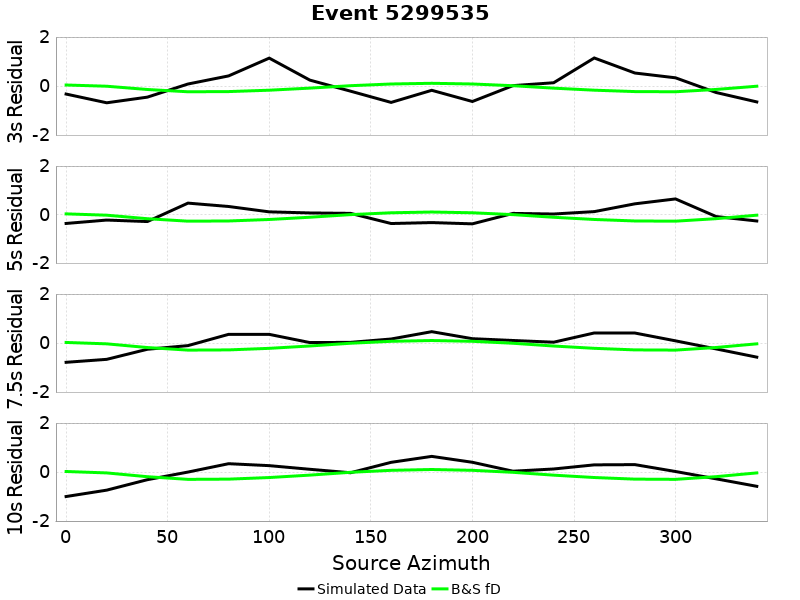 Event 5299535
3s Residual
2
0
-2
5s Residual
2
0
-2
7.5s Residual
2
0
-2
10s Residual
2
0
-2
0 50 100 150 200 250 300
Source Azimuth
Simulated Data B&S fD